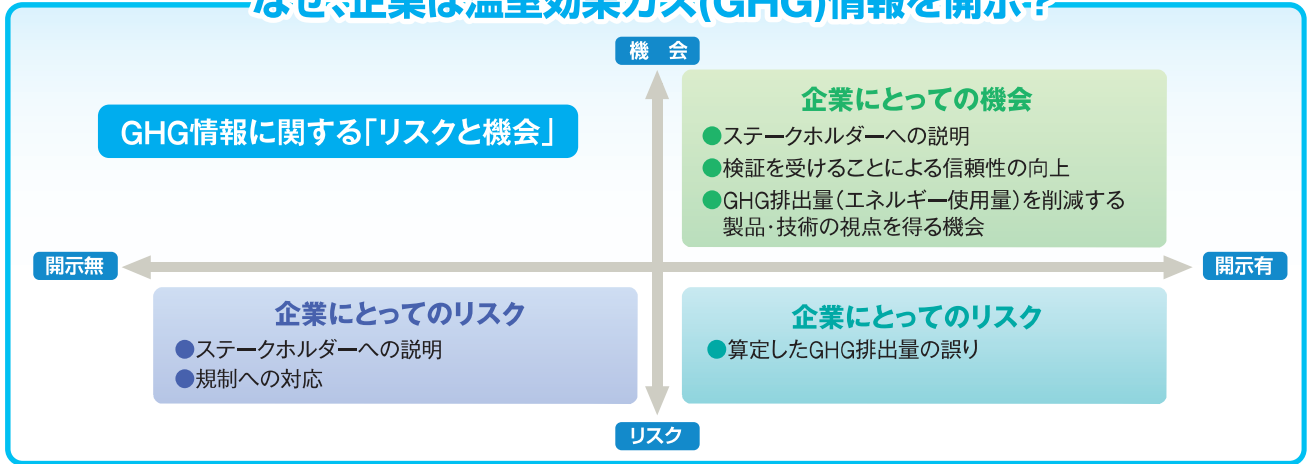 なぜ、企業は温室効果ガス(GHG)情報を開示?
機 会
GHG情報に関する「リスクと機会」
企業にとっての機会
●ステークホルダーへの説明
●検証を受けることによる信頼性の向上
●GHG排出量(エネルギー使用量)を削減する
製品・技術の視点を得る機会
開示無
開示有
企業にとってのリスク
●ステークホルダーへの説明
●規制への対応
企業にとってのリスク
●算定したGHG排出量の誤り
リスク